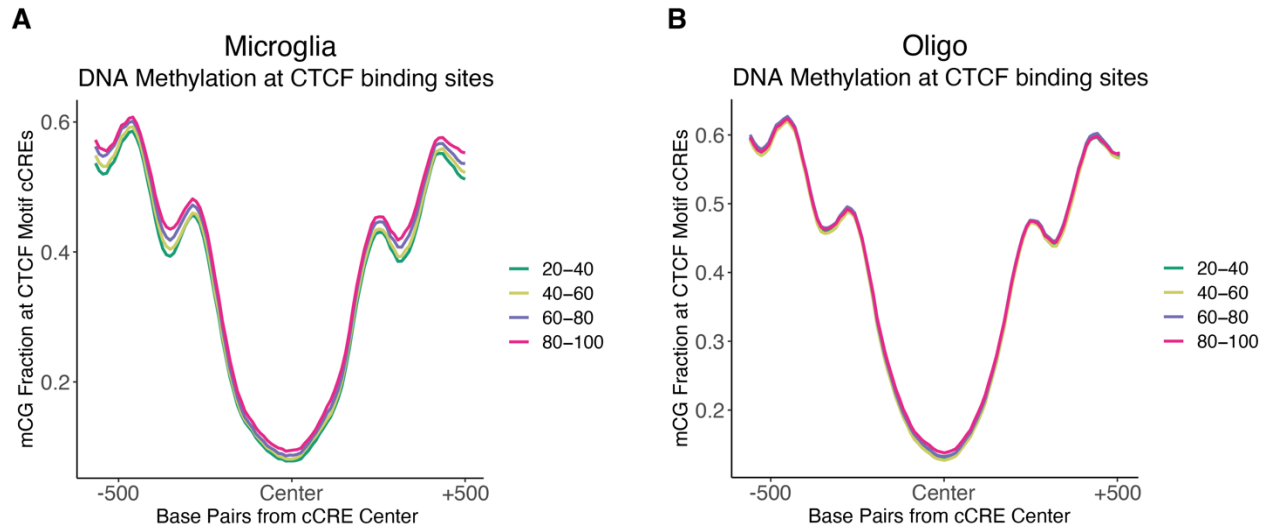 A
Microglia
DNA Methylation at CTCF binding sites
mCG Fraction at CTCF Motif cCREs
0.6
0.4
0.2
-500
Center
+500
Base Pairs from cCRE Center
20−40
40−60
60−80
80−100
B
Oligo
DNA Methylation at CTCF binding sites
mCG Fraction at CTCF Motif cCREs
0.6
0.5
0.4
0.3
0.2
-500
Center
+500
Base Pairs from cCRE Center
20−40
40−60
60−80
80−100